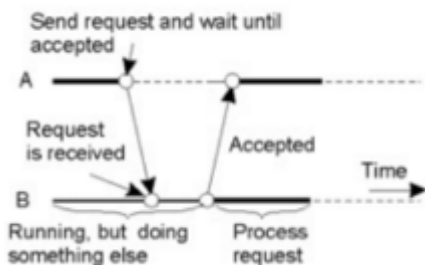 Send request and wait until
accepted
A
Request
is received
Accepted
Time
B
Running, but doing
something else
Process
request